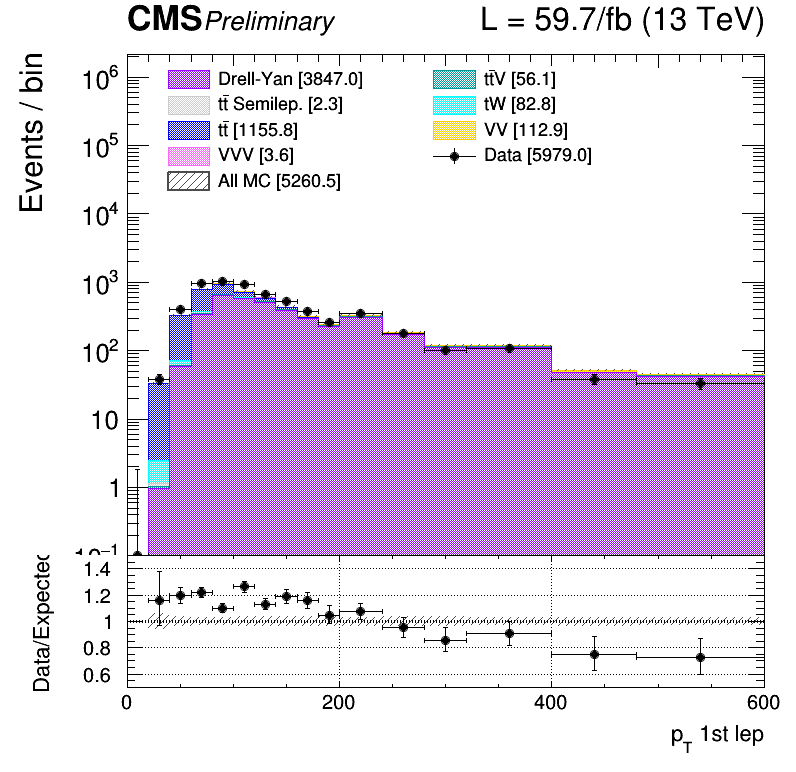 CMS Preliminary L = 59.7/fb (13 TeV)
Events / bin
Drell-Yan [3847.0]
tt̄V [56.1]
tt̄ Semilep. [2.3]
tW [82.8]
tt̄ [1155.8]
VV [112.9]
VVV [3.6]
Data [5979.0]
All MC [5260.5]
10⁶
10⁵
10⁴
10³
10²
10
1
10⁻¹
Data/Expected
1.4
1.2
1
0.8
0.6
0 200 400 600
p_T 1st lep